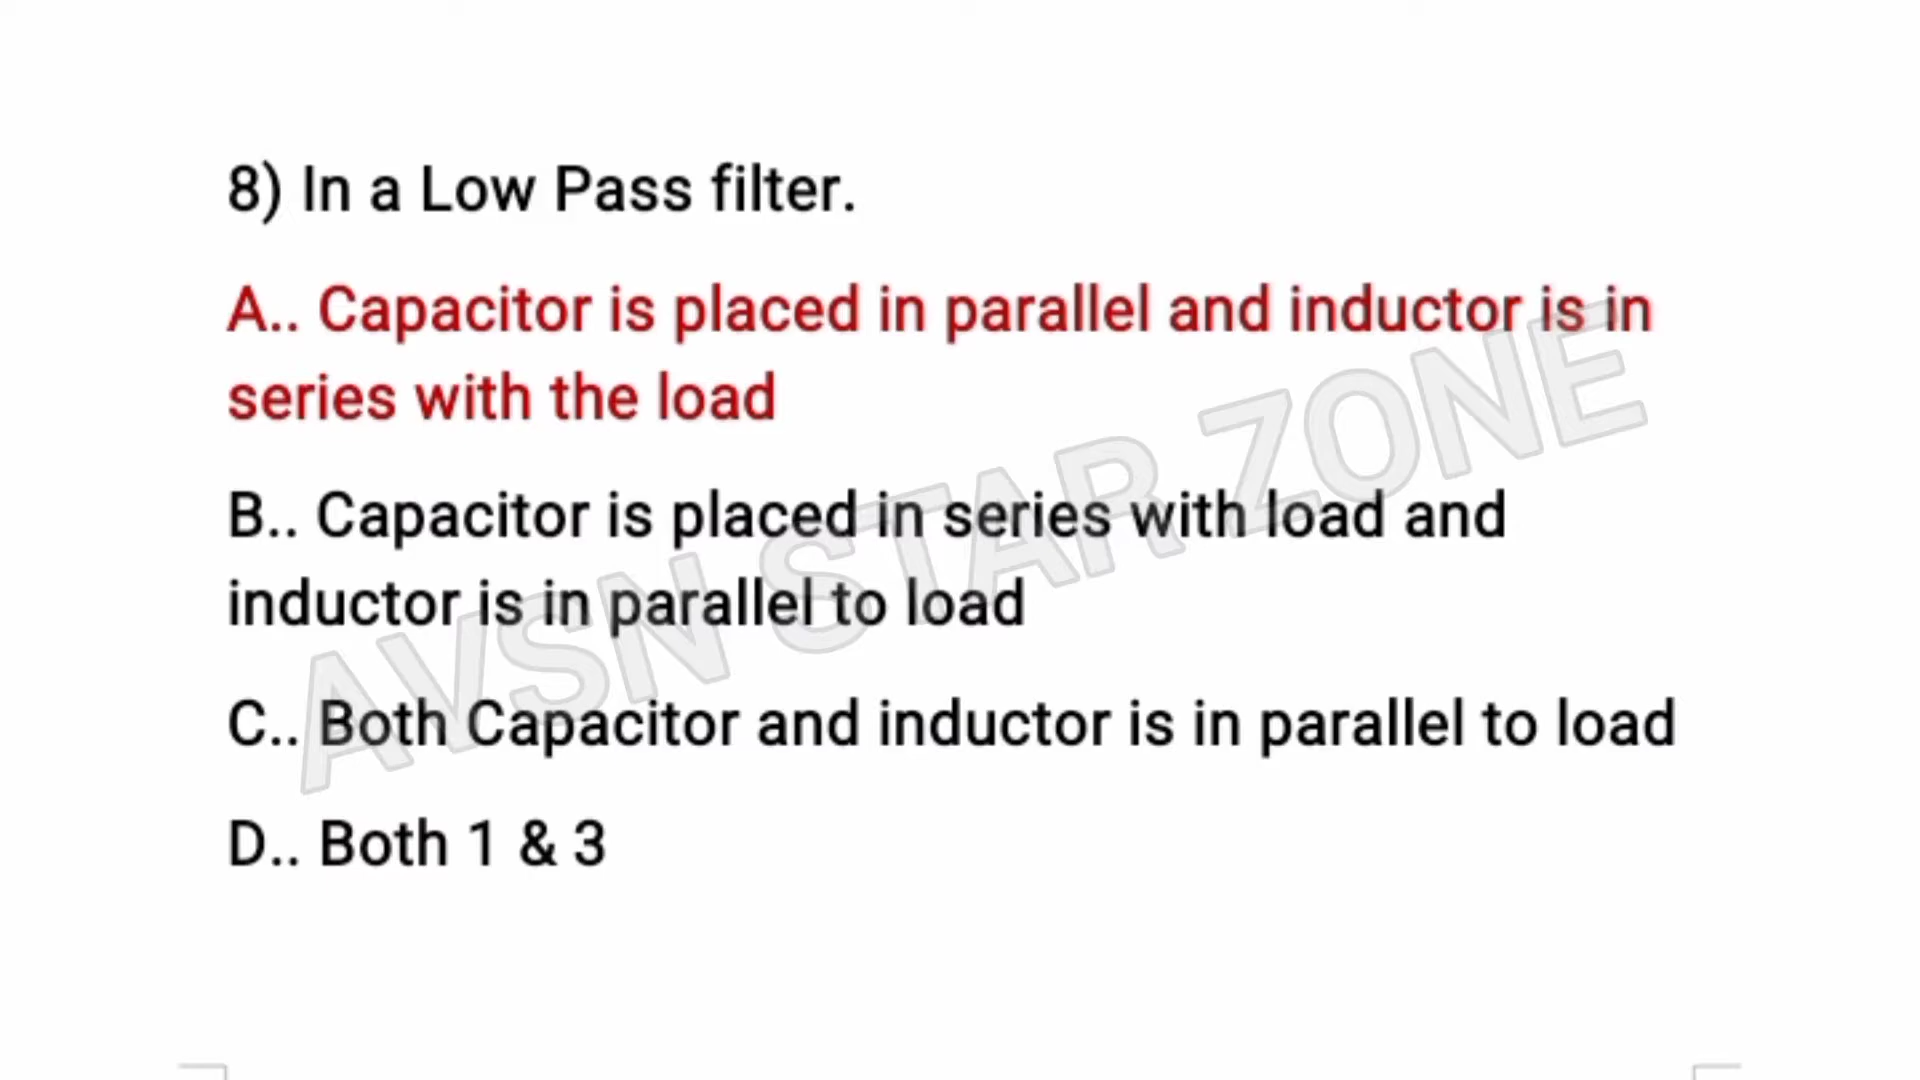 8) In a Low Pass filter.
A.. Capacitor is placed in parallel and inductor is in
series with the load
B.. Capacitor is placed in series with load and
inductor is in parallel to load
C.. Both Capacitor and inductor is in parallel to load
D.. Both 1 & 3
AVSN STAR ZONE